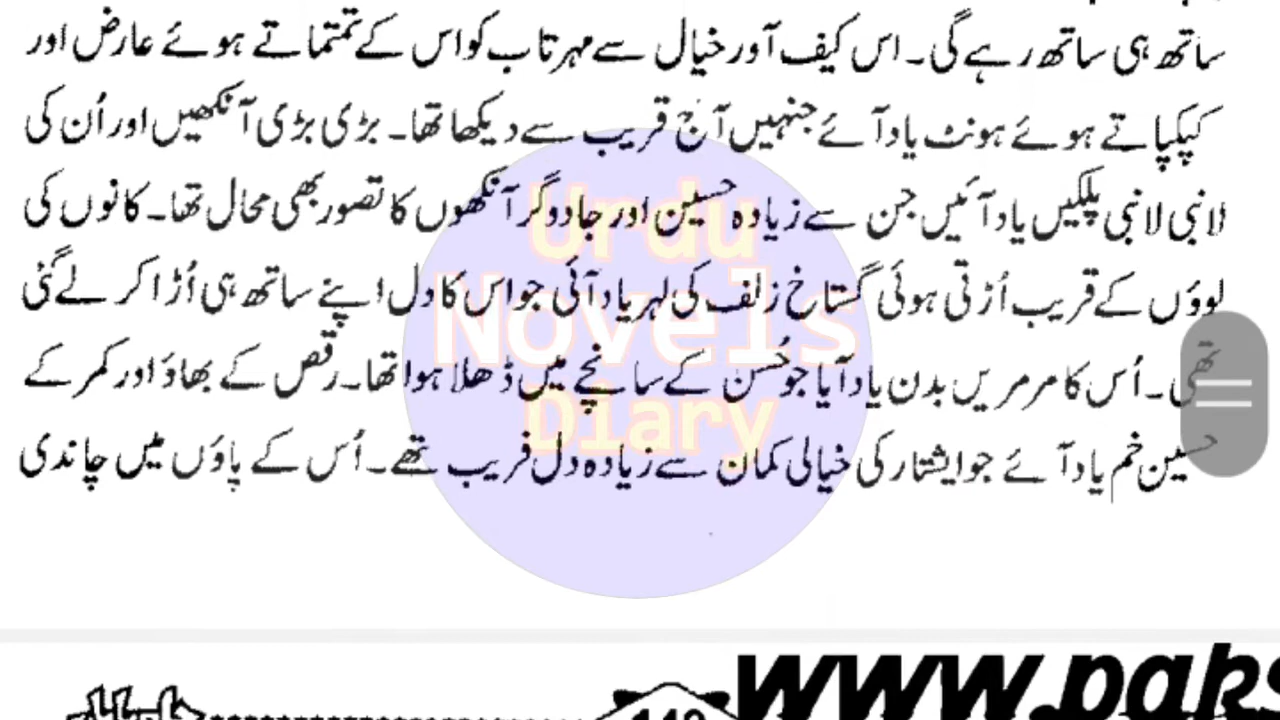 ساتھ ہی ساتھ رہے گی۔ اس کیف آور خیال سے مہرتاب کو اس کے تمتماتے ہوئے عارض اور
کپکپاتے ہوئے ہونٹ یاد آئے جنہیں آج قریب سے دیکھا تھا۔ بڑی بڑی آنکھیں اور اُن کی
لانبی لانبی پلکیں یاد آئیں جن سے زیادہ حسین اور جادوگر آنکھوں کا تصور بھی محال تھا۔ کانوں کی
لووُں کے قریب اُڑتی ہوئی گستاخ زلف کی لہر یاد آئی جو اس کا دل اپنے ساتھ ہی اُڑا کر لے گئی
تھی۔ اُس کا مرمریں بدن یاد آیا جو حُسن کے سانچے میں ڈھلا ہوا تھا۔ رقص کے بھاؤ اور کمر کے
حسین خم یاد آئے جو ایشتار کی خیالی کمان سے زیادہ دل فریب تھے۔ اُس کے پاؤں میں چاندی
Urdu
Novels
Diary
www.paks